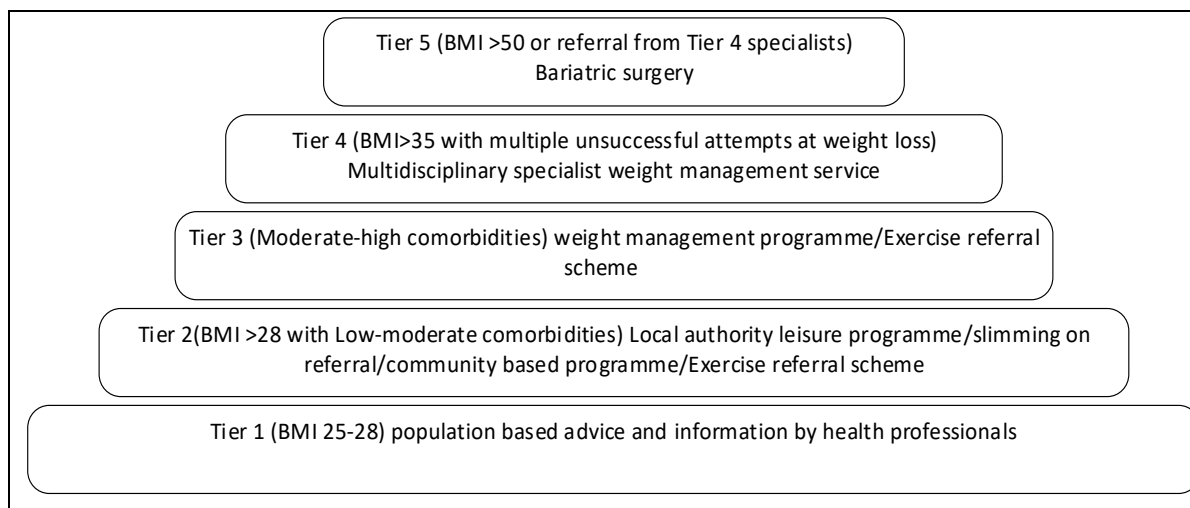 Tier 5 (BMI >50 or referral from Tier 4 specialists)
Bariatric surgery
Tier 4 (BMI>35 with multiple unsuccessful attempts at weight loss)
Multidisciplinary specialist weight management service
Tier 3 (Moderate-high comorbidities) weight management programme/Exercise referral
scheme
Tier 2(BMI >28 with Low-moderate comorbidities) Local authority leisure programme/slimming on
referral/community based programme/Exercise referral scheme
Tier 1 (BMI 25-28) population based advice and information by health professionals